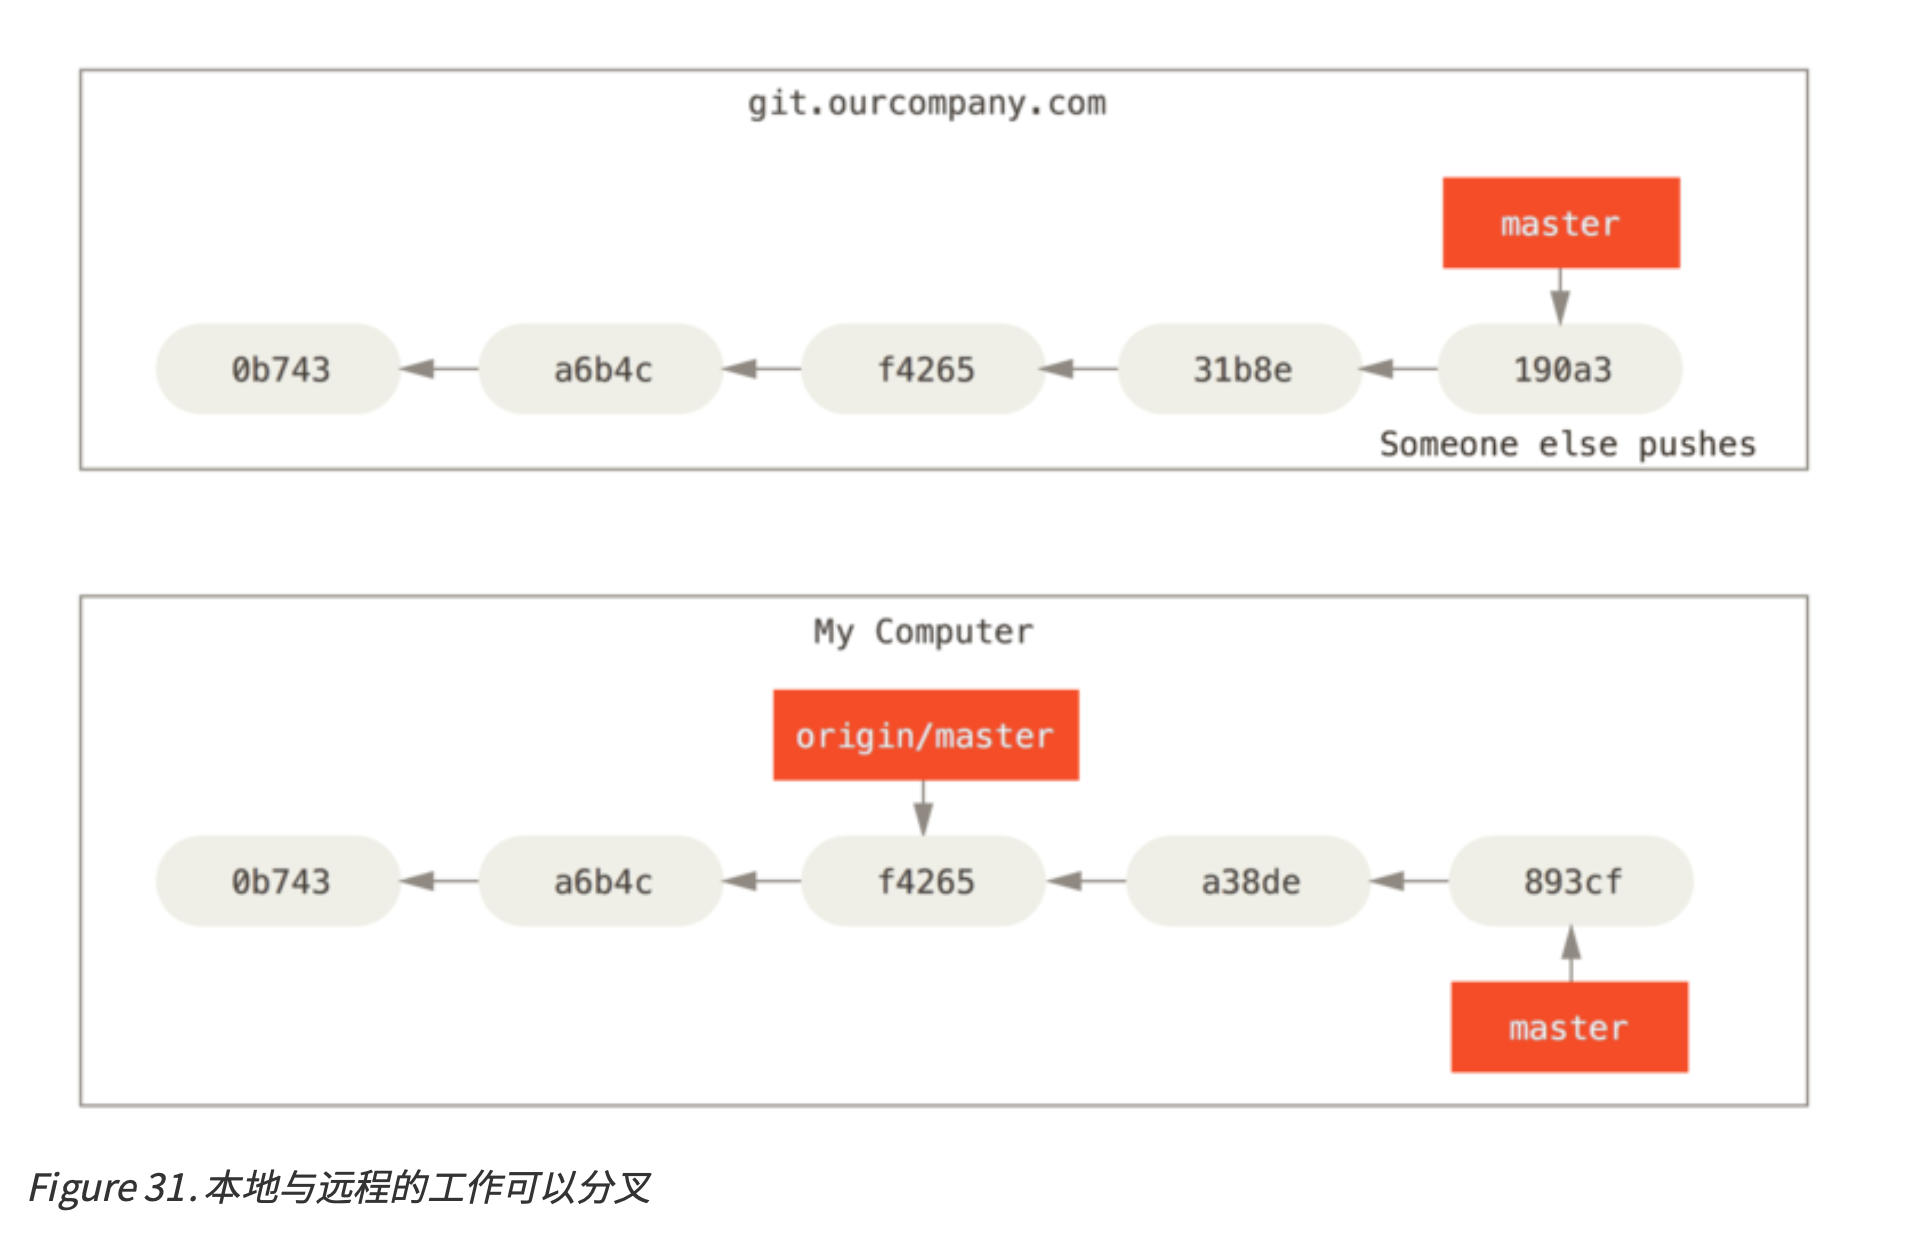 git.ourcompany.com
master
0b743 a6b4c f4265 31b8e 190a3
Someone else pushes
My Computer
origin/master
0b743 a6b4c f4265 a38de 893cf
master
Figure 31. 本地与远程的工作可以分叉